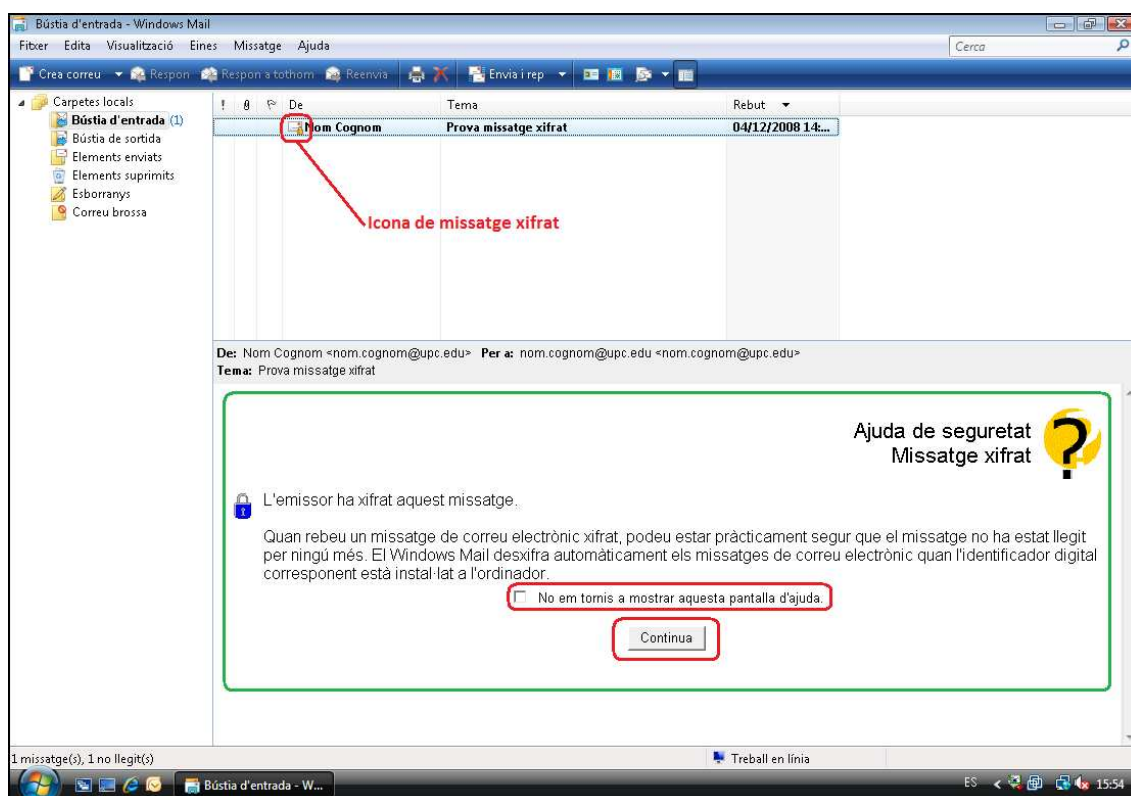 Bústia d'entrada - Windows Mail
Fitxer Edita Visualització Eines Missatge Ajuda
Cerca
Crea correu Respon Respon a tothom Reenvia Envia i rep
Carpetes locals
Bústia d'entrada (1)
Bústia de sortida
Elements enviats
Elements suprimits
Esborranys
Correu brossa
! De Tema Rebut
Nom Cognom Prova missatge xifrat 04/12/2008 14:...
Icona de missatge xifrat
De: Nom Cognom <nom.cognom@upc.edu> Per a: nom.cognom@upc.edu <nom.cognom@upc.edu>
Tema: Prova missatge xifrat
Ajuda de seguretat
Missatge xifrat
?
L'emissor ha xifrat aquest missatge.
Quan rebeu un missatge de correu electrònic xifrat, podeu estar pràcticament segur que el missatge no ha estat llegit
per ningú més. El Windows Mail desxifra automàticament els missatges de correu electrònic quan l'identificador digital
corresponent està instal·lat a l'ordinador.
No em tornis a mostrar aquesta pantalla d'ajuda.
Continua
1 missatge(s), 1 no llegit(s)
Treball en línia
Bústia d'entrada - W...
ES
15:54